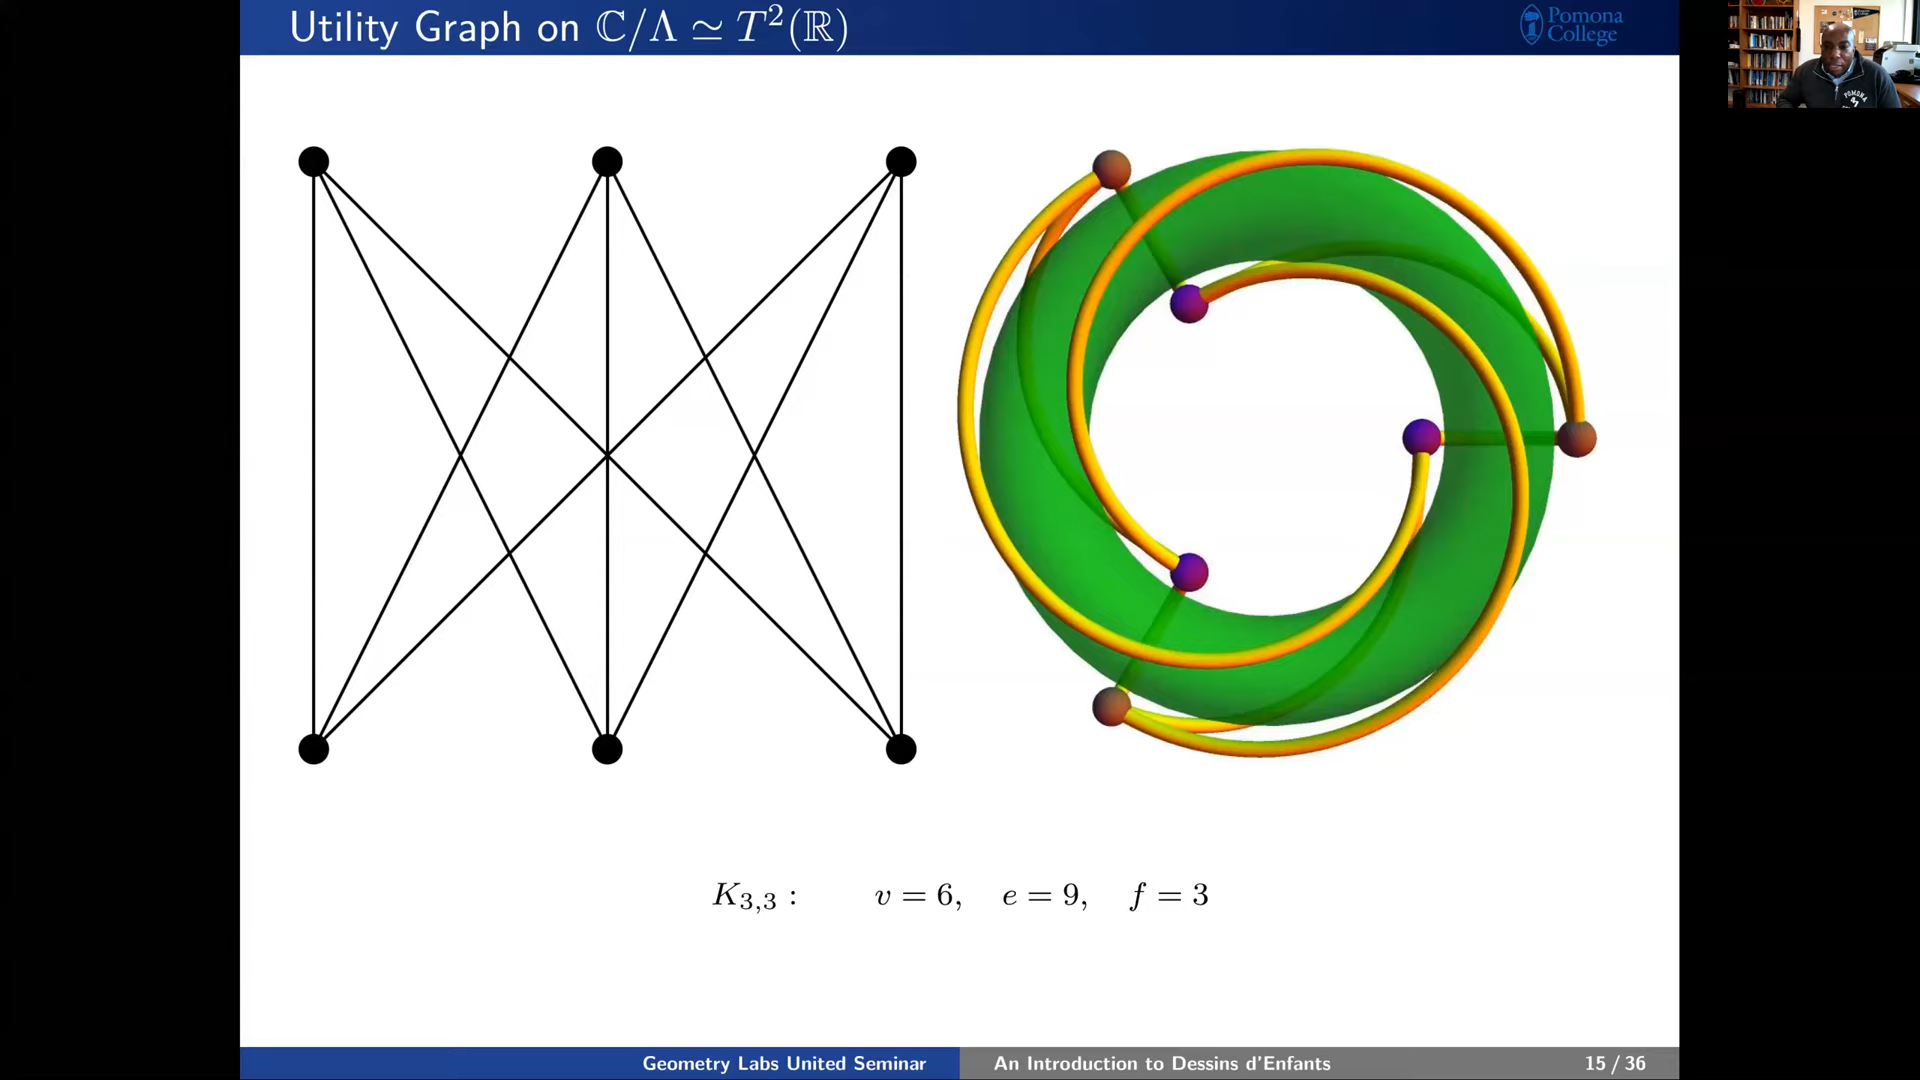 Utility Graph on ℂ/Λ ≃ T²(ℝ)
Pomona
College
POMONA
K₃,₃ : v = 6, e = 9, f = 3
Geometry Labs United Seminar
An Introduction to Dessins d'Enfants
15 / 36